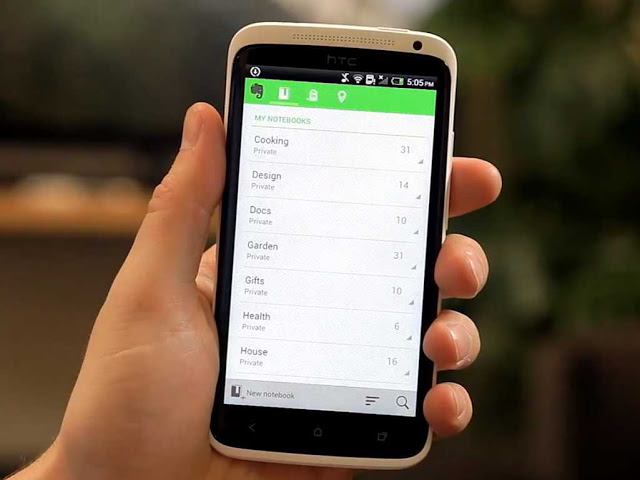 hTC
5:05 PM
MY NOTEBOOKS
Cooking 31
Private
Design 14
Private
Docs 10
Private
Garden 31
Private
Gifts 10
Private
Health 6
Private
House 16
Private
New notebook